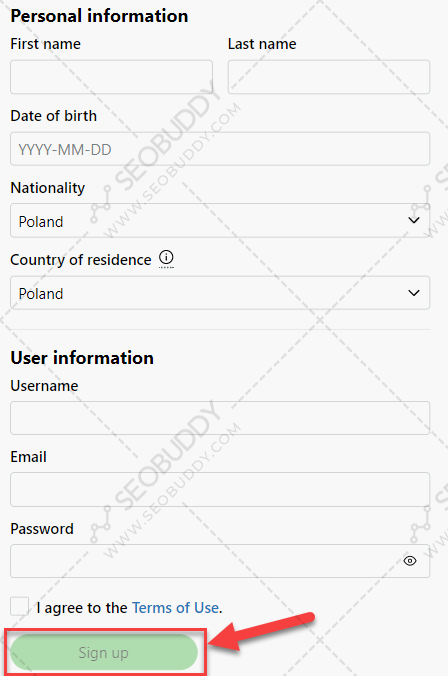 Personal information
First name Last name
Date of birth
YYYY-MM-DD
Nationality
Poland
Country of residence
Poland
User information
Username
Email
Password
I agree to the Terms of Use.
Sign up
SEOBUDDY
WWW.SEOBUDDY.COM
SEOBUDDY
WWW.SEOBUDDY.COM